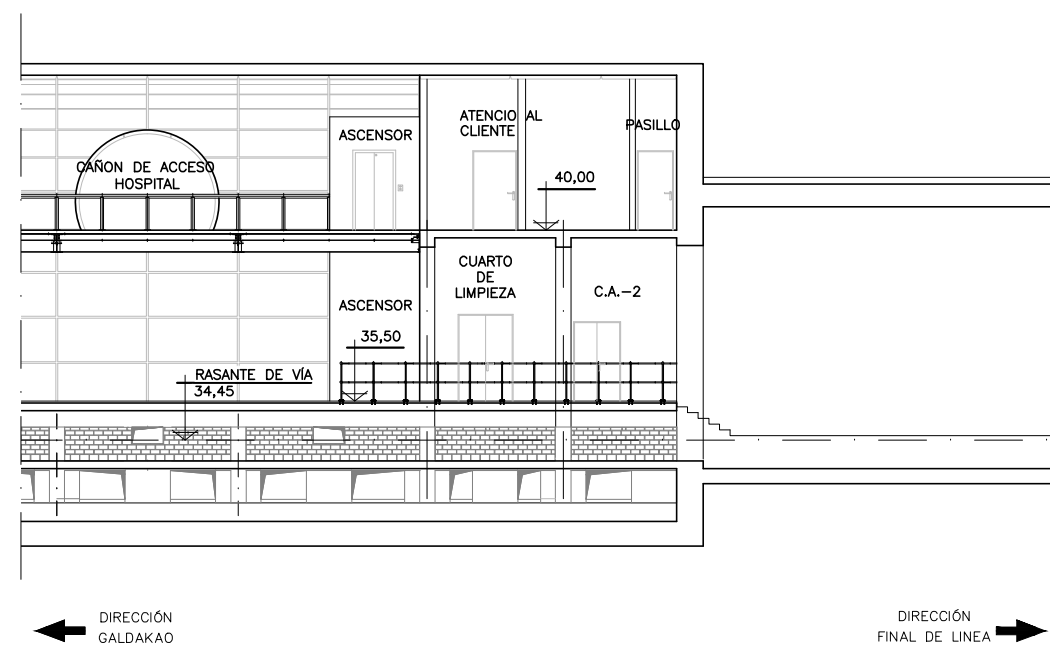 ATENCIO AL
CLIENTE
PASILLO
ASCENSOR
CAÑON DE ACCESO
HOSPITAL
40,00
CUARTO
DE
LIMPIEZA
C.A.-2
ASCENSOR
35,50
RASANTE DE VÍA
34,45
DIRECCIÓN
GALDAKAO
DIRECCIÓN
FINAL DE LINEA